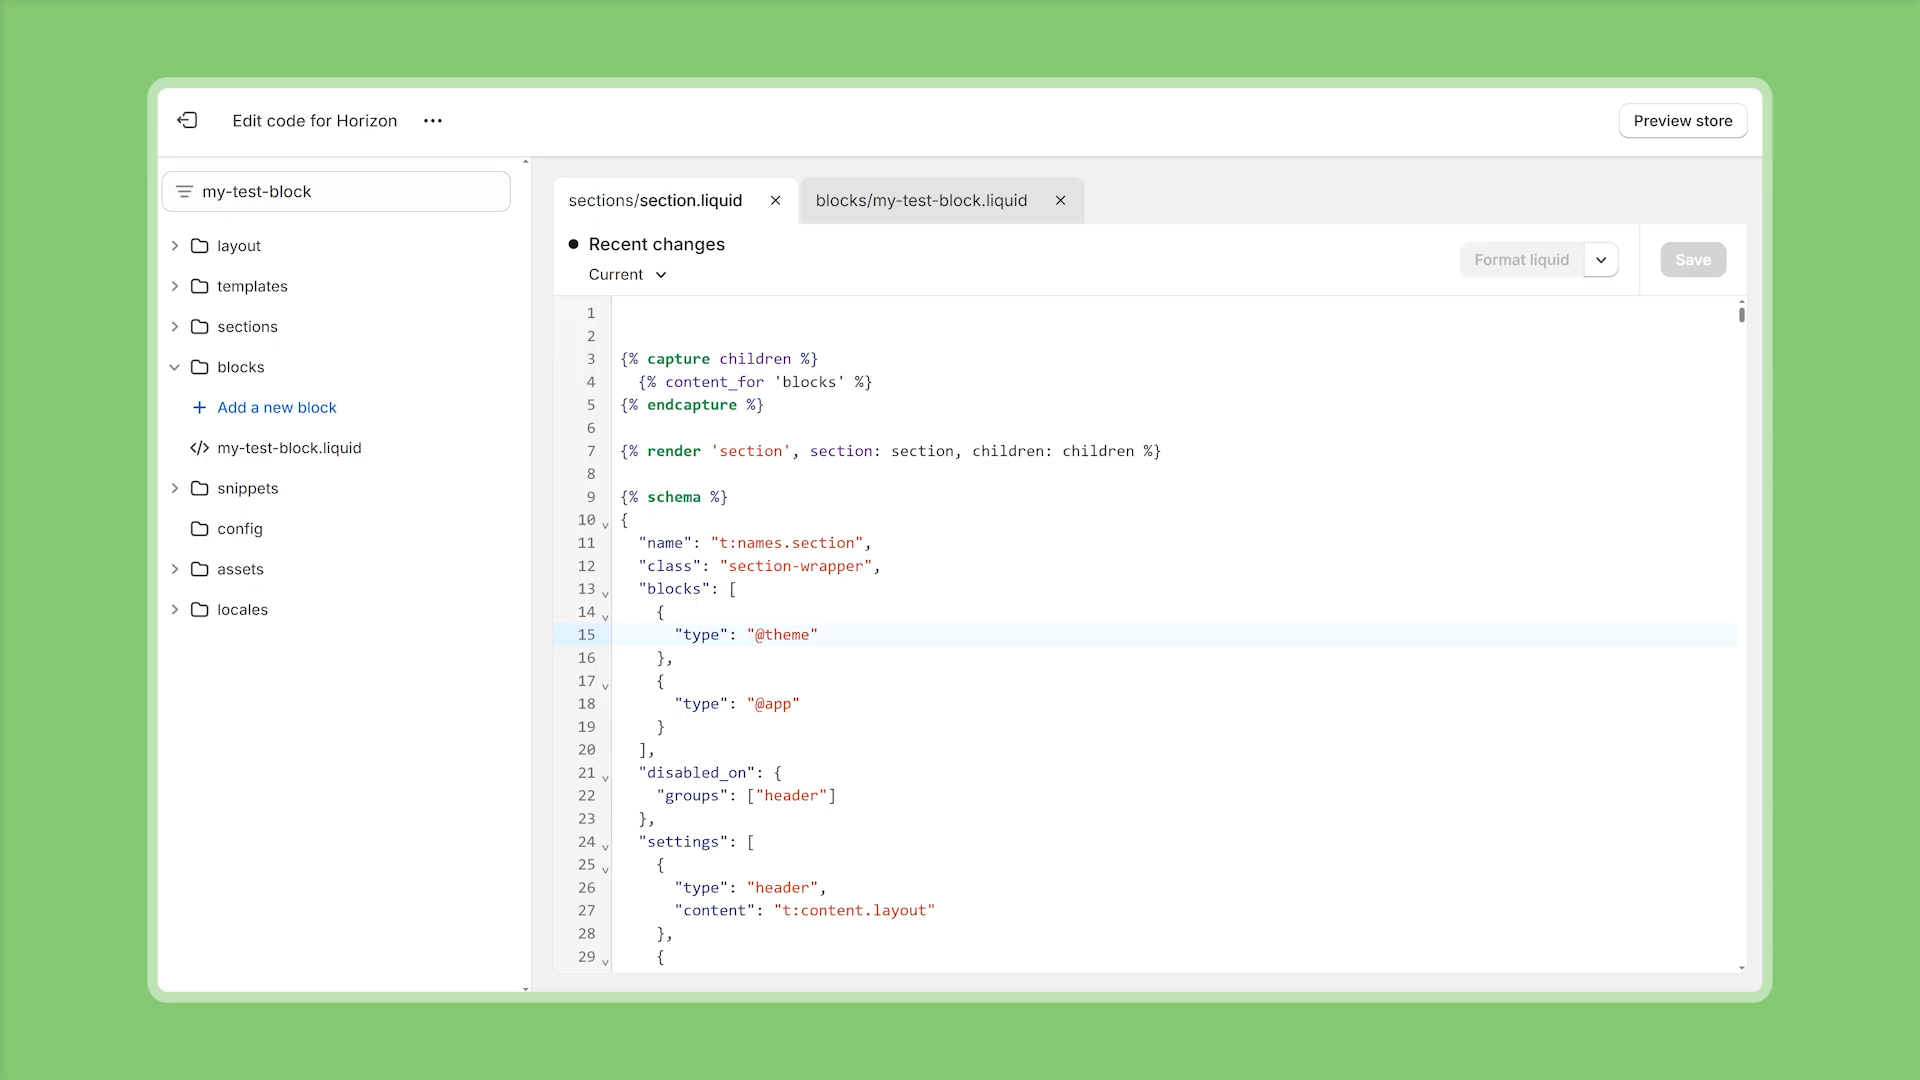 Edit code for Horizon
Preview store
my-test-block
layout
templates
sections
blocks
Add a new block
my-test-block.liquid
snippets
config
assets
locales
sections/section.liquid
blocks/my-test-block.liquid
Recent changes
Current
Format liquid
Save
1
2
3 {% capture children %}
4   {% content_for 'blocks' %}
5 {% endcapture %}
6
7 {% render 'section', section: section, children: children %}
8
9 {% schema %}
10 {
11   "name": "t:names.section",
12   "class": "section-wrapper",
13   "blocks": [
14     {
15       "type": "@theme"
16     },
17     {
18       "type": "@app"
19     }
20   ],
21   "disabled_on": {
22     "groups": ["header"]
23   },
24   "settings": [
25     {
26       "type": "header",
27       "content": "t:content.layout"
28     },
29     {